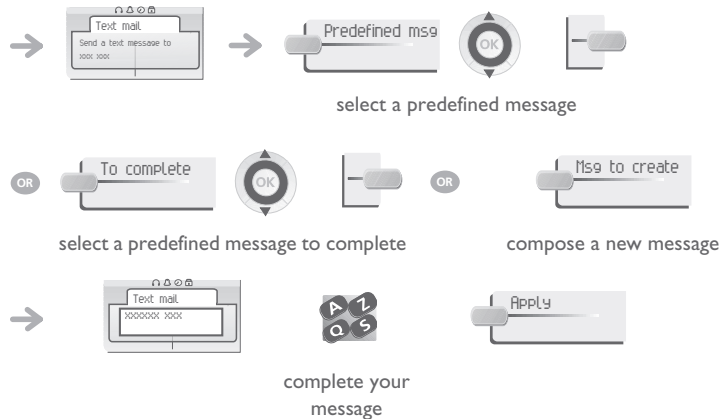 Text mail
Send a text message to
xxx xxx
Predefined msg
OK
select a predefined message
OR
To complete
OK
OR
Msg to create
select a predefined message to complete
compose a new message
Text mail
xxxxxx xxx
A Z
Q S
Apply
complete your
message